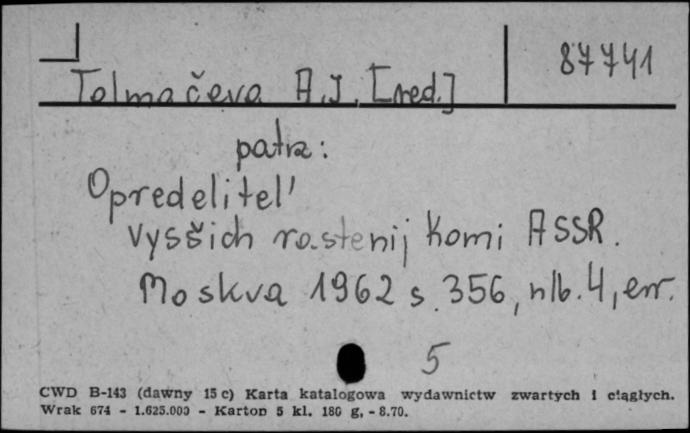 87741
Tolmačeva A.J. [red.]
patrz:
Opredelitel'
vysšich rastenij Komi ASSR.
Moskva 1962 s. 356, nlb. 4, err.
5
CWD B-143 (dawny 15 c) Karta katalogowa wydawnictw zwartych i ciągłych.
Wrak 674 - 1.625.000 - Karton 5 kl. 180 g. - 8.70.